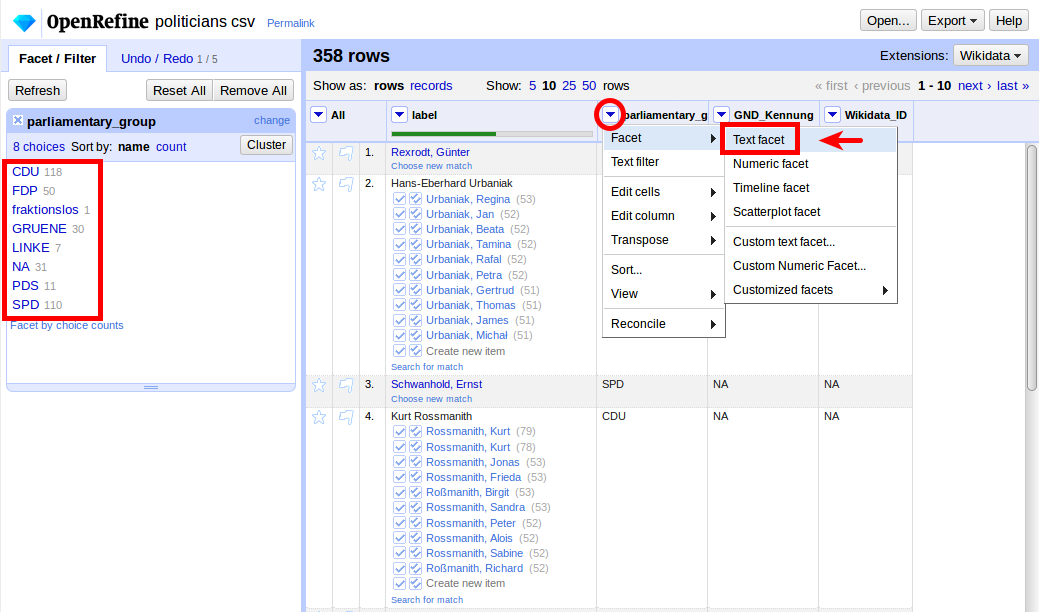 OpenRefine politicians csv Permalink
Open... Export Help
Facet / Filter Undo / Redo 1 / 5
Refresh Reset All Remove All
parliamentary_group change
8 choices Sort by: name count Cluster
CDU 118
FDP 50
fraktionslos 1
GRUENE 30
LINKE 7
NA 31
PDS 11
SPD 110
Facet by choice counts
358 rows
Extensions: Wikidata
Show as: rows records Show: 5 10 25 50 rows
« first ‹ previous 1 - 10 next › last »
All label parliamentary_g GND_Kennung Wikidata_ID
1. Rexrodt, Günter
Choose new match
2. Hans-Eberhard Urbaniak
Urbaniak, Regina (53)
Urbaniak, Jan (52)
Urbaniak, Beata (52)
Urbaniak, Tamina (52)
Urbaniak, Rafal (52)
Urbaniak, Petra (52)
Urbaniak, Gertrud (51)
Urbaniak, Thomas (51)
Urbaniak, James (51)
Urbaniak, Michał (51)
Create new item
Search for match
3. Schwanhold, Ernst SPD NA NA
Choose new match
4. Kurt Rossmanith CDU NA NA
Rossmanith, Kurt (79)
Rossmanith, Kurt (78)
Rossmanith, Jonas (53)
Rossmanith, Frieda (53)
Roßmanith, Birgit (53)
Rossmanith, Sandra (53)
Rossmanith, Peter (52)
Rossmanith, Alois (52)
Rossmanith, Sabine (52)
Roßmanith, Richard (52)
Create new item
Search for match
Facet
Text filter
Edit cells
Edit column
Transpose
Sort...
View
Reconcile
Text facet
Numeric facet
Timeline facet
Scatterplot facet
Custom text facet...
Custom Numeric Facet...
Customized facets